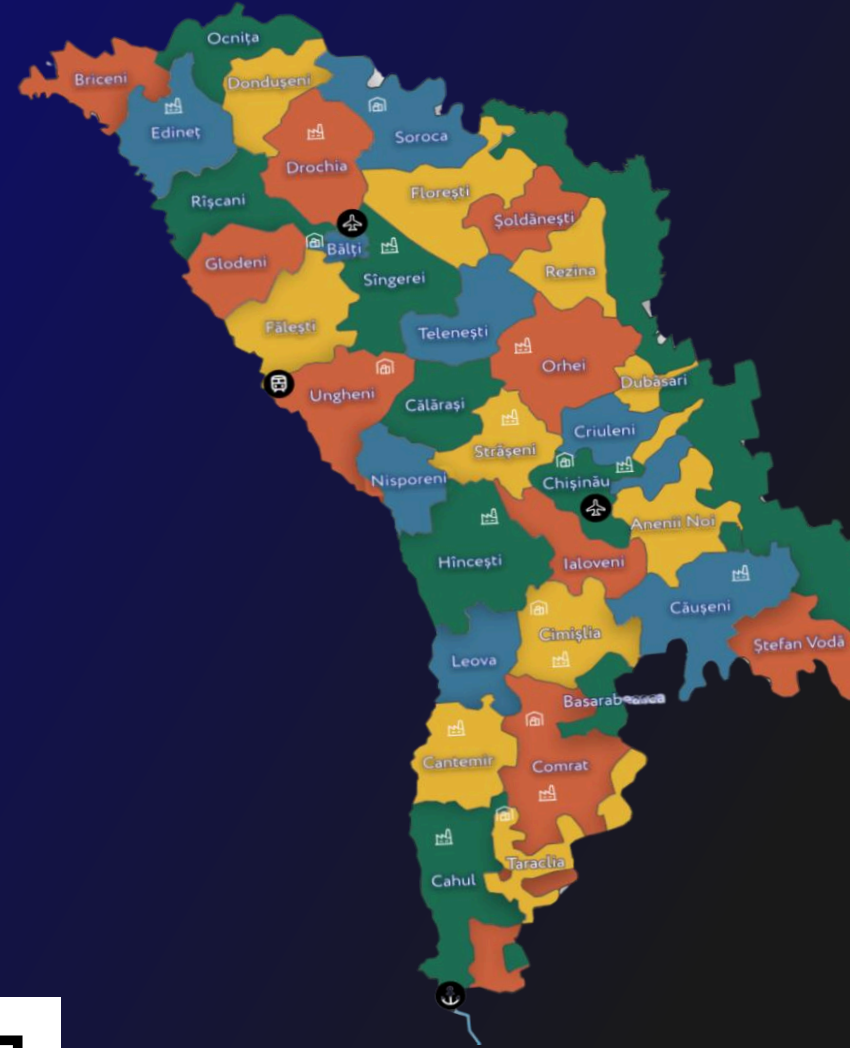 Ocnița
Briceni
Dondușeni
Edineț
Soroca
Drochia
Florești
Rîșcani
Șoldănești
Bălți
Glodeni
Rezina
Sîngerei
Fălești
Telenești
Orhei
Dubăsari
Ungheni
Călărași
Criuleni
Strășeni
Nisporeni
Chișinău
Anenii Noi
Hîncești
Ialoveni
Căușeni
Cimișlia
Ștefan Vodă
Leova
Basarabeasca
Cantemir
Comrat
Taraclia
Cahul